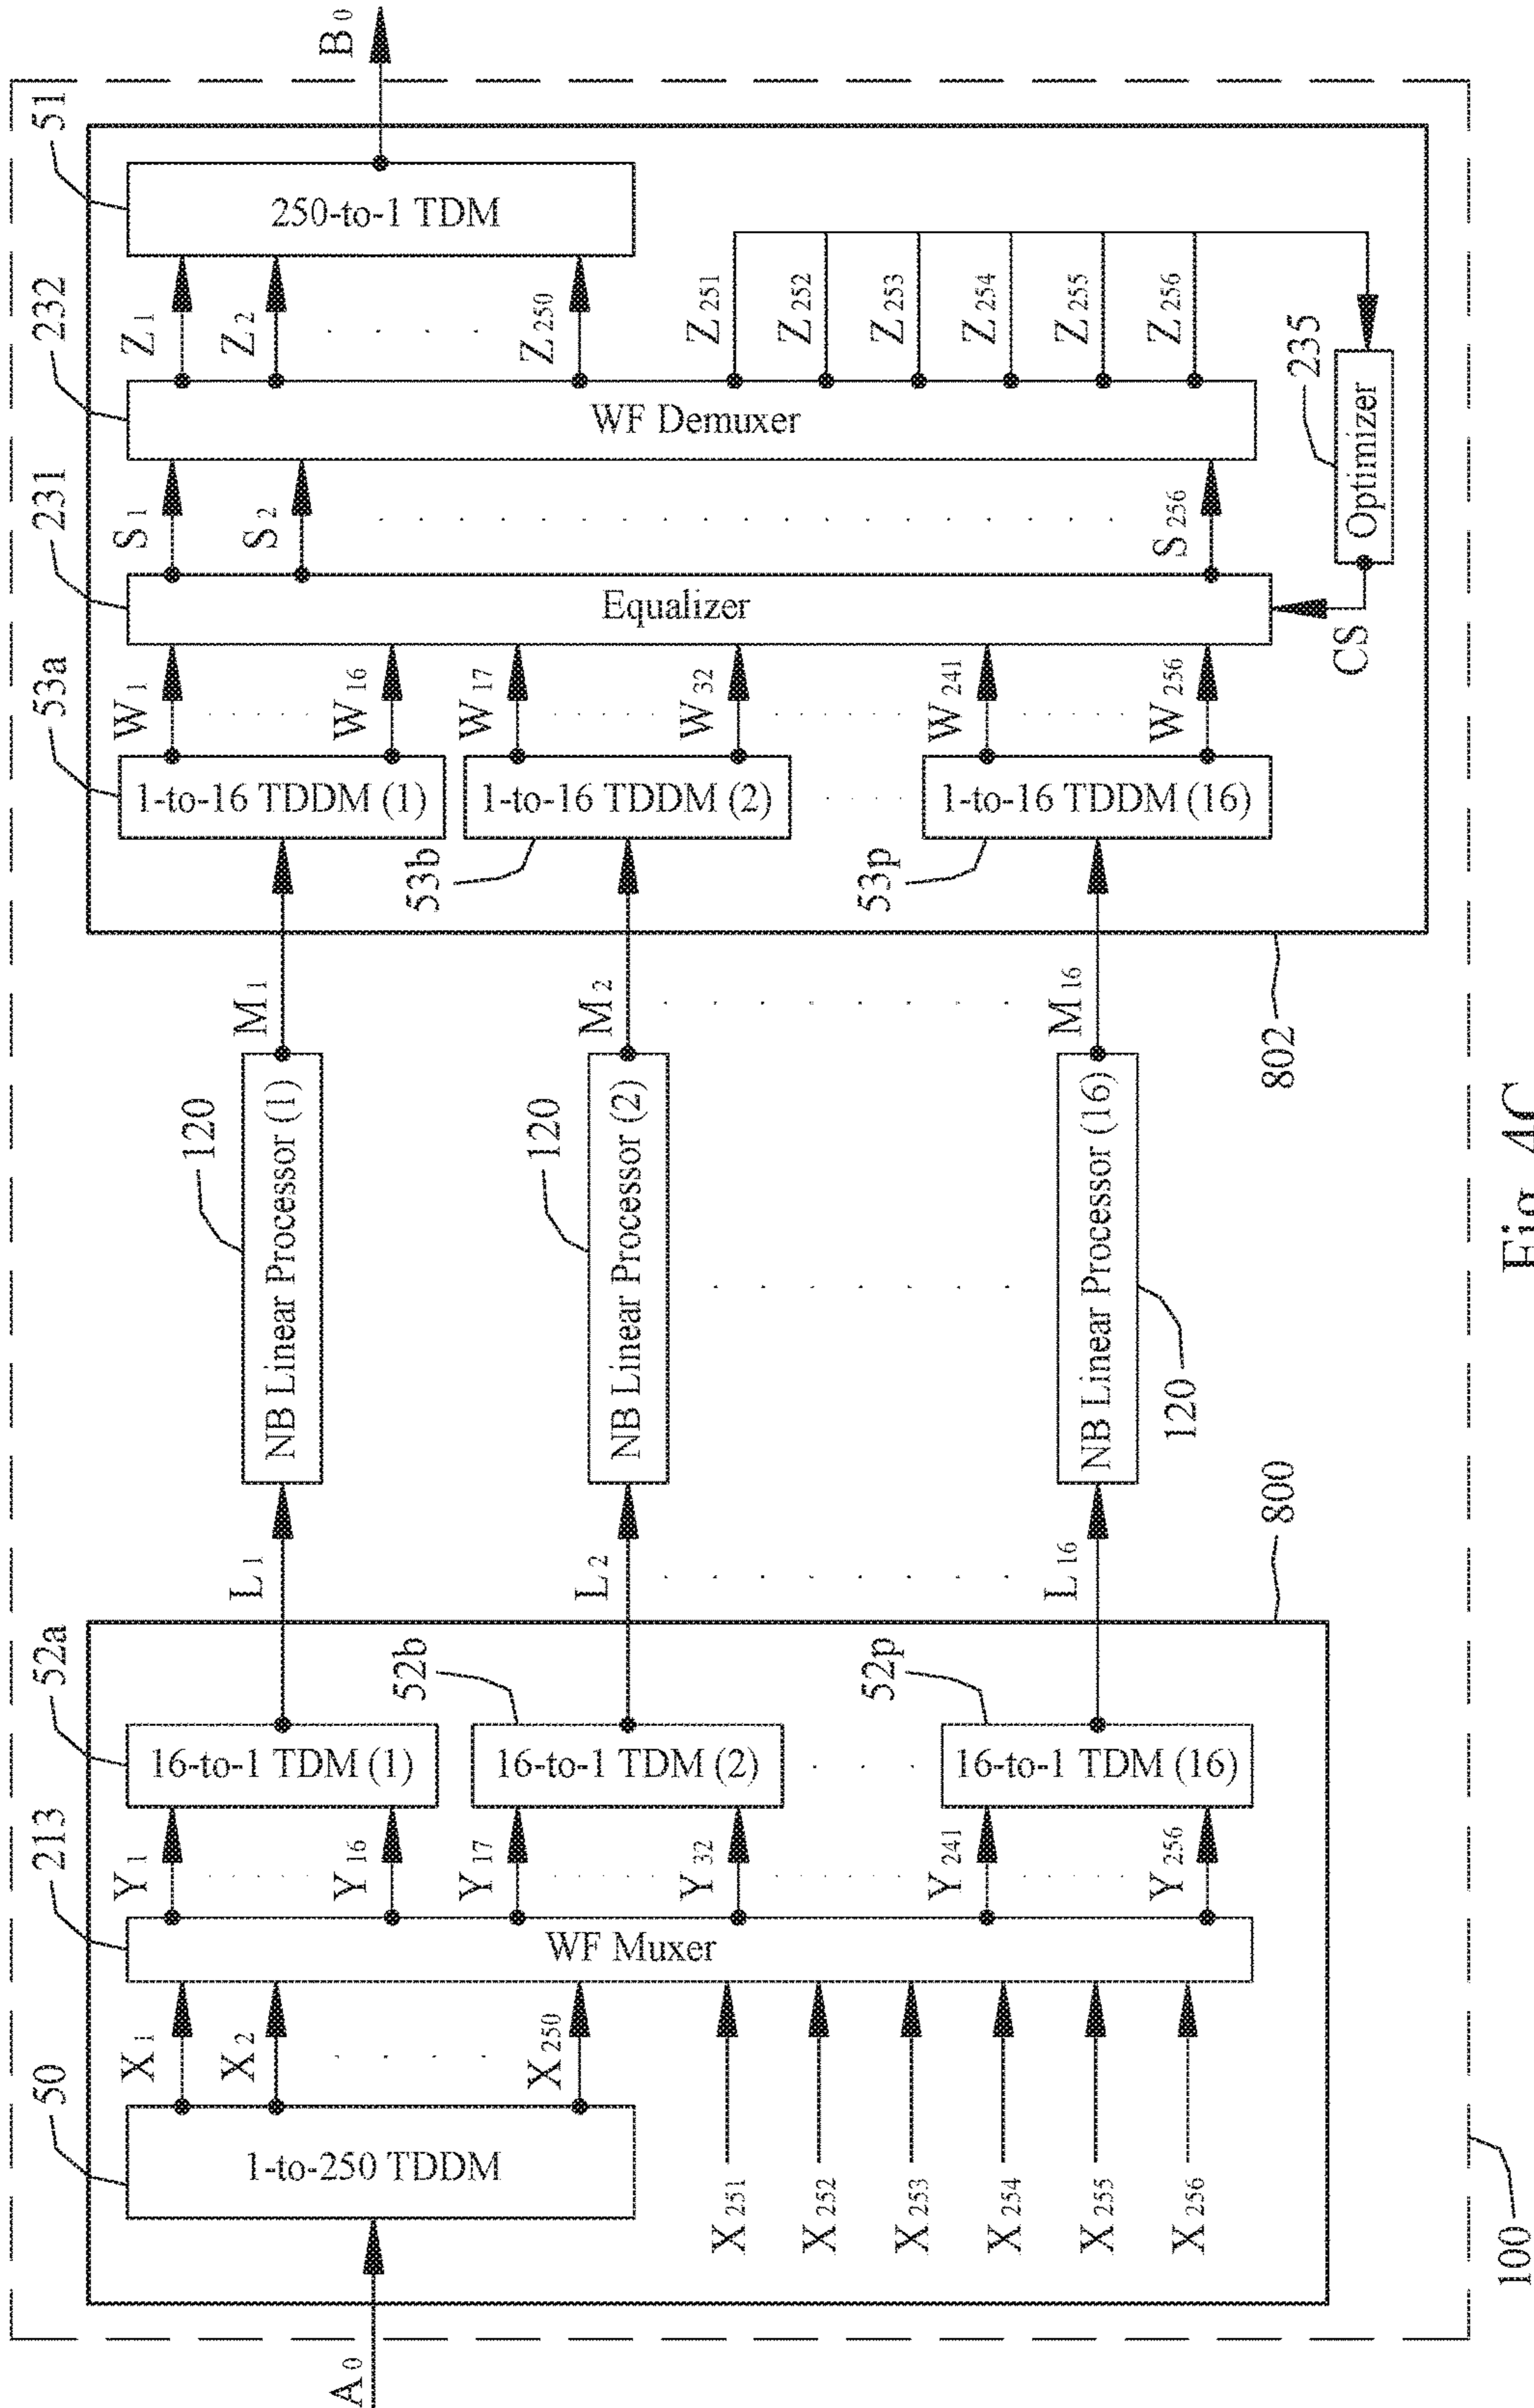 A0
50
1-to-250 TDDM
X1
X2
X250
X251
X252
X253
X254
X255
X256
213
WF Muxer
Y1
Y16
Y17
Y32
Y241
Y256
52a
16-to-1 TDM (1)
52b
16-to-1 TDM (2)
52p
16-to-1 TDM (16)
800
L1
L2
L16
120
NB Linear Processor (1)
120
NB Linear Processor (2)
120
NB Linear Processor (16)
M1
M2
M16
802
53a
1-to-16 TDDM (1)
53b
1-to-16 TDDM (2)
53p
1-to-16 TDDM (16)
W1
W16
W17
W32
W241
W256
231
Equalizer
CS
S1
S2
S256
232
WF Demuxer
235
Optimizer
Z1
Z2
Z250
Z251
Z252
Z253
Z254
Z255
Z256
51
250-to-1 TDM
B0
100
Fig. 4C